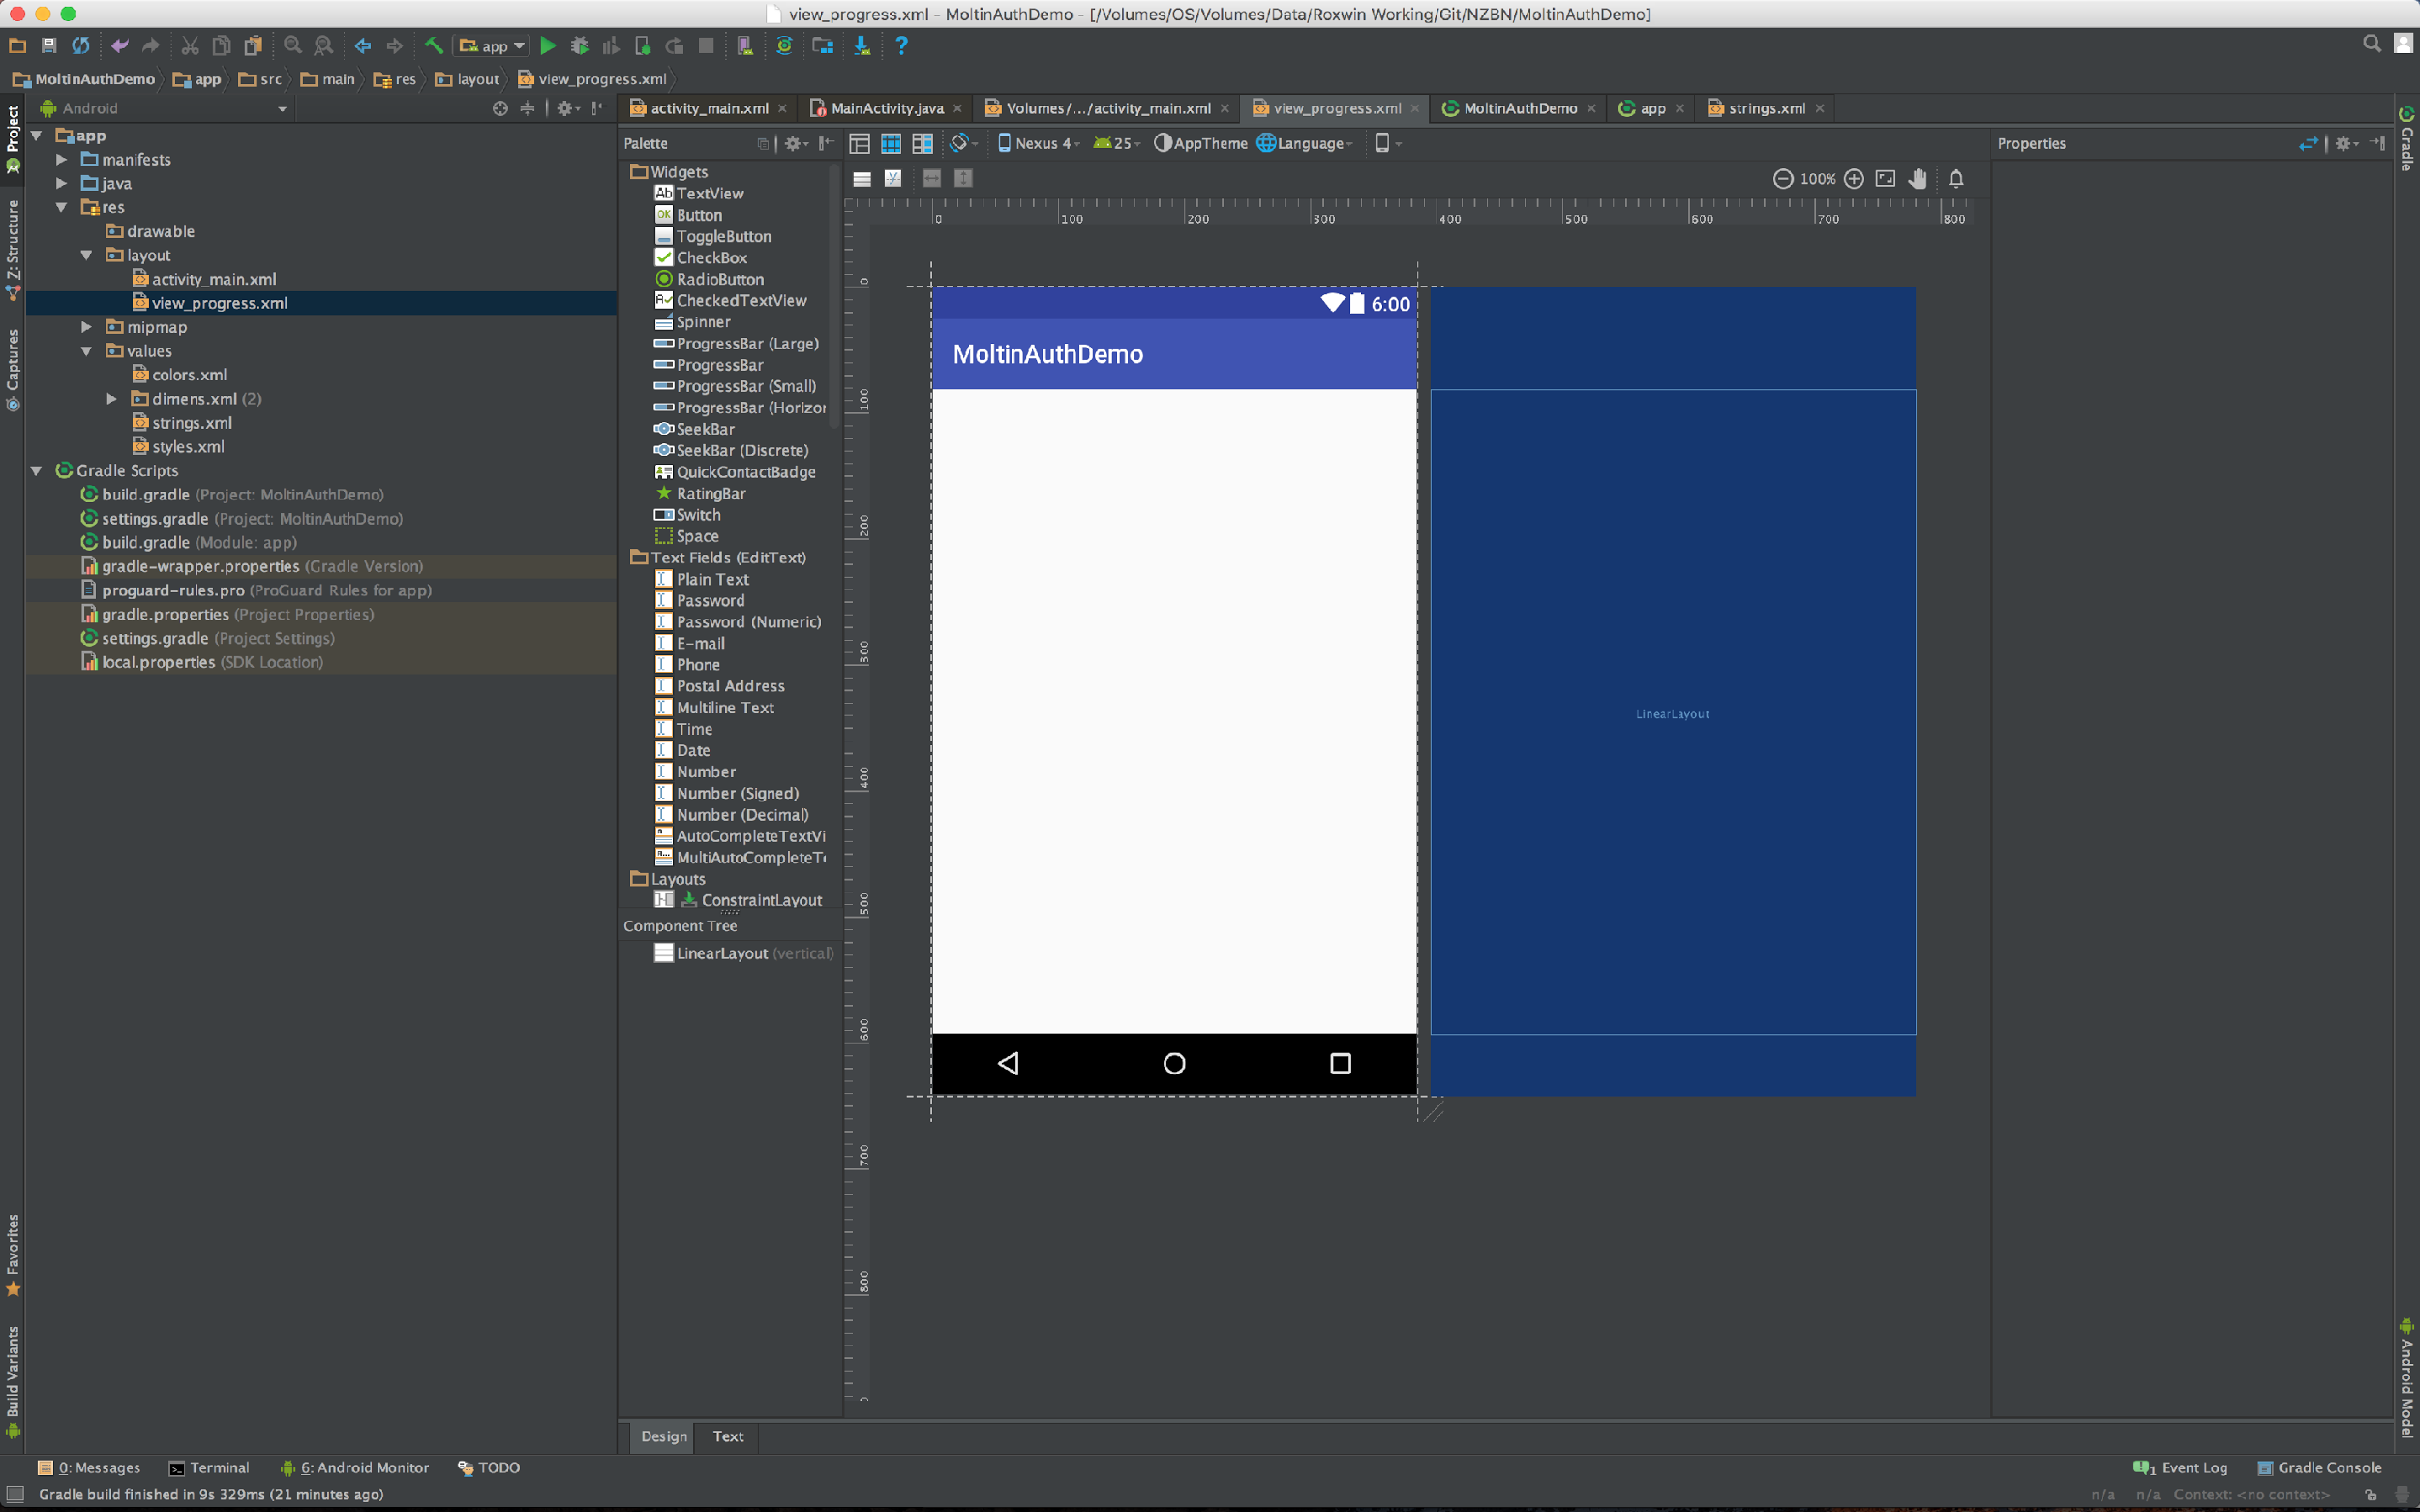 view_progress.xml - MoltinAuthDemo - [/Volumes/OS/Volumes/Data/Roxwin Working/Git/NZBN/MoltinAuthDemo]
app
MoltinAuthDemo app src main res layout view_progress.xml
Android
activity_main.xml MainActivity.java Volumes/.../activity_main.xml view_progress.xml MoltinAuthDemo app strings.xml
Project
Z: Structure
Captures
Favorites
Build Variants
app
manifests
java
res
drawable
layout
activity_main.xml
view_progress.xml
mipmap
values
colors.xml
dimens.xml (2)
strings.xml
styles.xml
Gradle Scripts
build.gradle (Project: MoltinAuthDemo)
settings.gradle (Project: MoltinAuthDemo)
build.gradle (Module: app)
gradle-wrapper.properties (Gradle Version)
proguard-rules.pro (ProGuard Rules for app)
gradle.properties (Project Properties)
settings.gradle (Project Settings)
local.properties (SDK Location)
Palette
Widgets
Ab TextView
OK Button
ToggleButton
CheckBox
RadioButton
CheckedTextView
Spinner
ProgressBar (Large)
ProgressBar
ProgressBar (Small)
ProgressBar (Horizor
SeekBar
SeekBar (Discrete)
QuickContactBadge
RatingBar
Switch
Space
Text Fields (EditText)
Plain Text
Password
Password (Numeric)
E-mail
Phone
Postal Address
Multiline Text
Time
Date
Number
Number (Signed)
Number (Decimal)
AutoCompleteTextVi
MultiAutoCompleteT
Layouts
ConstraintLayout
Component Tree
LinearLayout (vertical)
Nexus 4 25 AppTheme Language
100%
0 100 200 300 400 500 600 700 800
0
100
200
300
400
500
600
700
800
6:00
MoltinAuthDemo
LinearLayout
Properties
Gradle
Android Model
Design Text
0: Messages Terminal 6: Android Monitor TODO
1 Event Log Gradle Console
Gradle build finished in 9s 329ms (21 minutes ago)
n/a n/a Context: <no context>